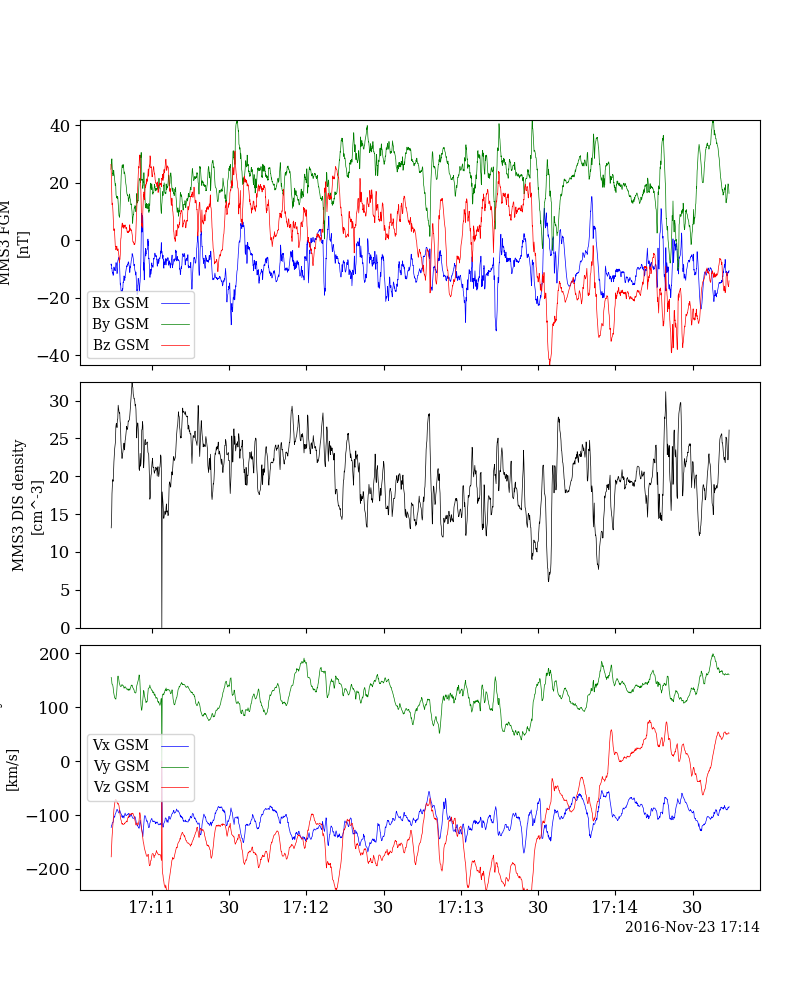 MMS3 FGM
[nT]
40
20
0
−20
−40
Bx GSM
By GSM
Bz GSM
MMS3 DIS density
[cm^-3]
30
25
20
15
10
5
0
[km/s]
200
100
0
−100
−200
Vx GSM
Vy GSM
Vz GSM
17:11
30
17:12
30
17:13
30
17:14
30
2016-Nov-23 17:14